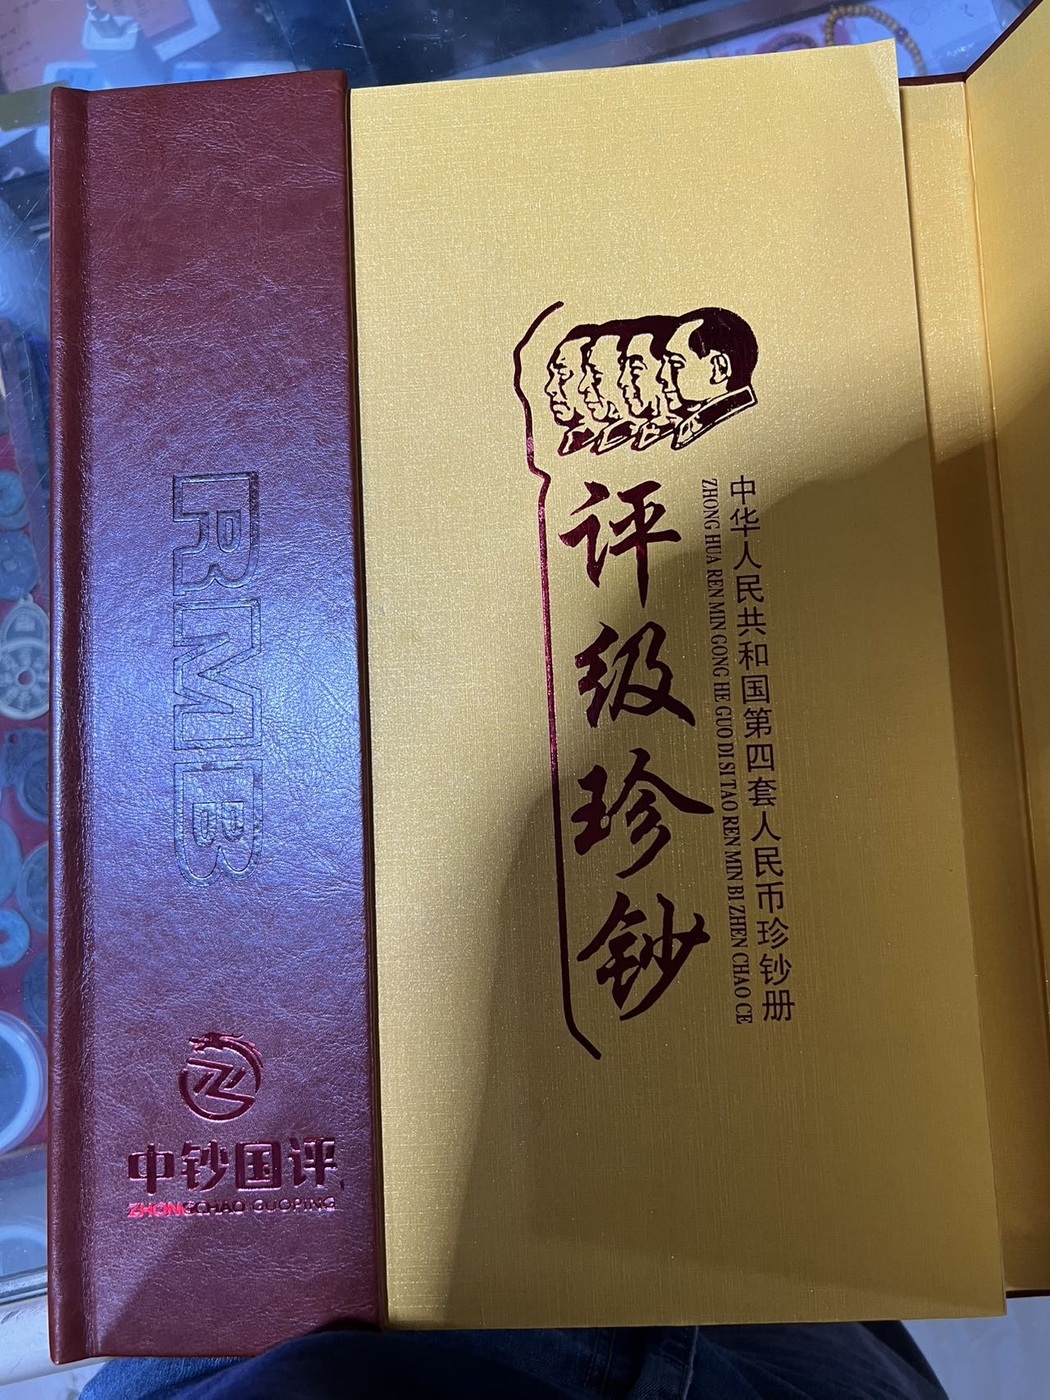 RMB
中钞国评
ZHONGCHAO GUOPING
评级珍钞
中华人民共和国第四套人民币珍钞册
ZHONG HUA REN MIN GONG HE GUO DI SI TAO REN MIN BI ZHEN CHAO CE